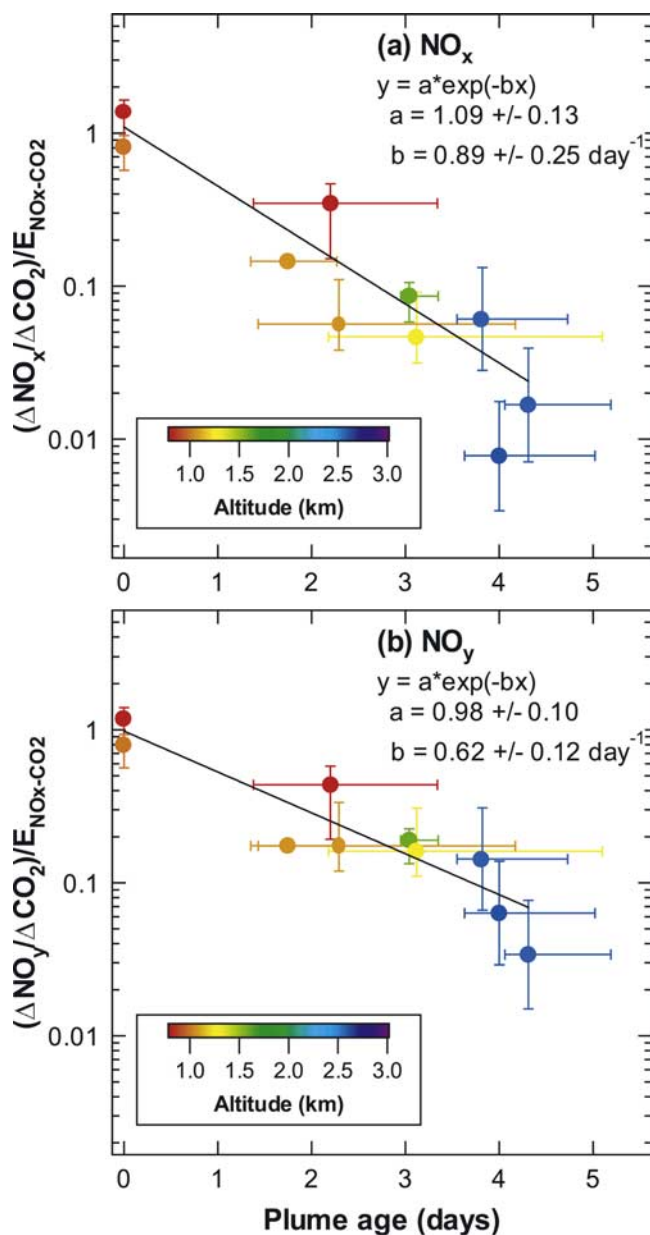 (a) NOx
y = a*exp(-bx)
a = 1.09 +/- 0.13
b = 0.89 +/- 0.25 day⁻¹
(ΔNOx/ΔCO2)/ENOx-CO2
1
0.1
0.01
1.0 1.5 2.0 2.5 3.0
Altitude (km)
0 1 2 3 4 5
(b) NOy
y = a*exp(-bx)
a = 0.98 +/- 0.10
b = 0.62 +/- 0.12 day⁻¹
(ΔNOy/ΔCO2)/ENOx-CO2
1
0.1
0.01
1.0 1.5 2.0 2.5 3.0
Altitude (km)
0 1 2 3 4 5
Plume age (days)